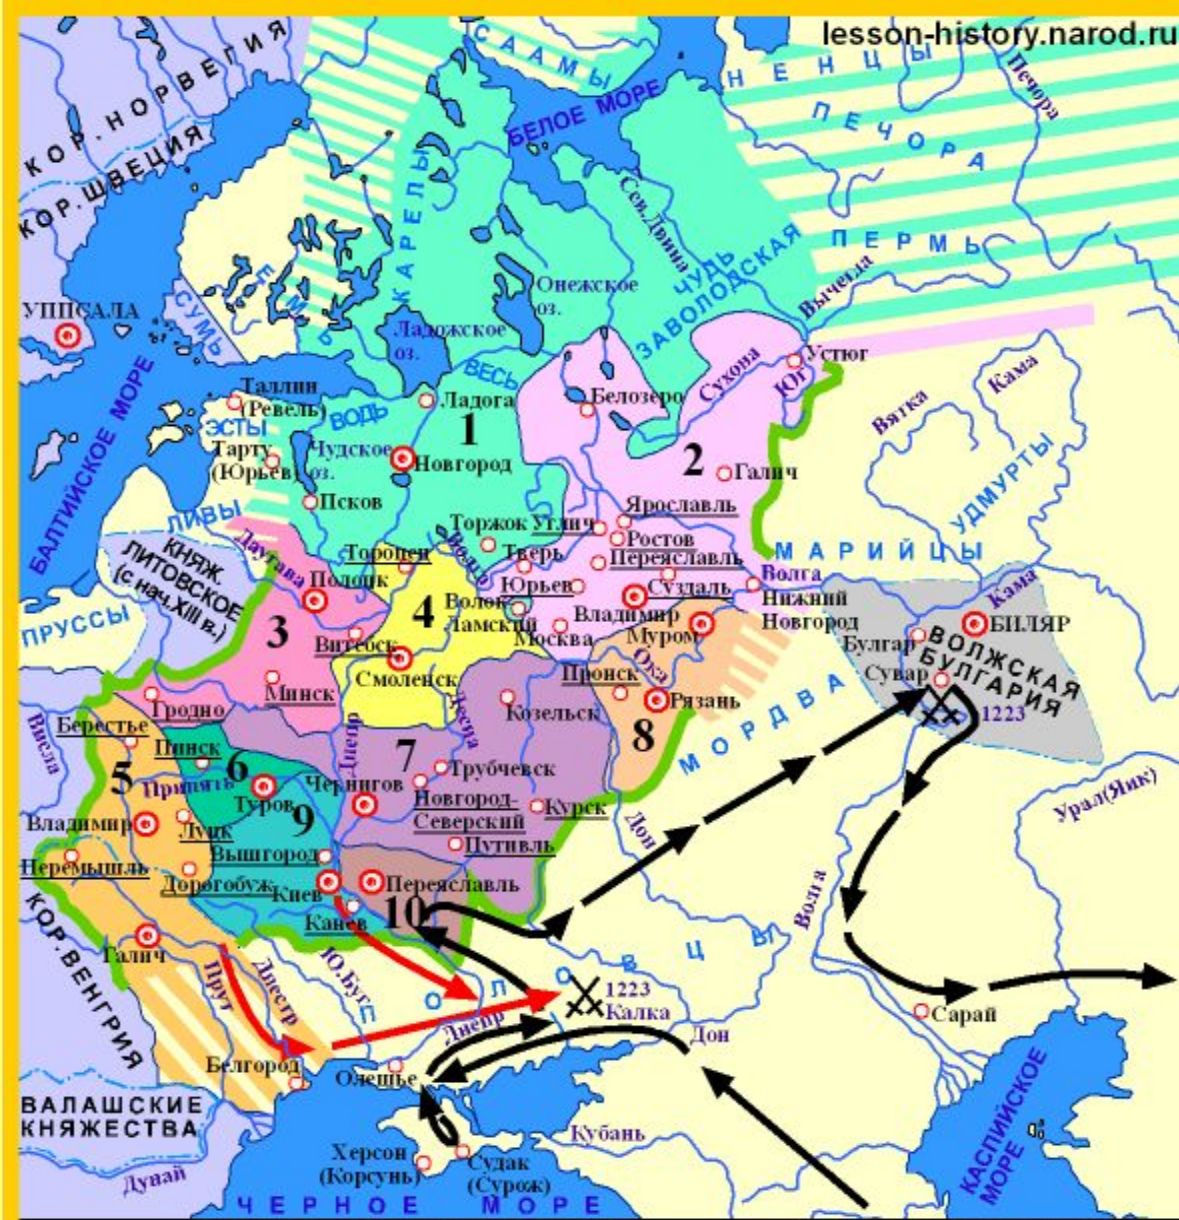 lesson-history.narod.ru
КОР.НОРВЕГИЯ
КОР.ШВЕЦИЯ
СААМЫ
НЕНЦЫ
Печора
ПЕЧОРА
БЕЛОЕ МОРЕ
КАРЕЛЫ
Сев.Двина
ПЕРМЬ
ЧУДЬ
ЗАВОЛОДСКАЯ
Вычегда
ЕМЬ
СУМЬ
Онежское
оз.
УППСАЛА
Ладожское
оз.
Сухона
Устюг
Юг
ВЕСЬ
Белозеро
Кама
Вятка
Таллин
(Ревель)
ВОДЬ
Ладога
1
ЭСТЫ
Чудское
оз.
Новгород
Тарту
(Юрьев)
2
Галич
УДМУРТЫ
БАЛТИЙСКОЕ МОРЕ
Псков
ЛИВЫ
Торжок
Углич
Ярославль
Ростов
МАРИЙЦЫ
КНЯЖ.
ЛИТОВСКОЕ
(с нач.XIII в.)
Даугава
Торопец
Волга
Тверь
Переяславль
Полоцк
Юрьев
Суздаль
Волга
Нижний
Новгород
Кама
ПРУССЫ
3
4
Волок
Ламский
Владимир
Москва
Муром
Булгар
БИЛЯР
ВОЛЖСКАЯ
БУЛГАРИЯ
Витебск
Смоленск
Ока
Пронск
Рязань
Сувар
1223
Минск
Гродно
Десна
Козельск
8
МОРДВА
Висла
Берестье
Пинск
Днепр
5
6
7
Трубчевск
Припять
Туров
Чернигов
Новгород-
Северский
Курск
Урал(Яик)
Владимир
Луцк
9
Дон
Перемышль
Вышгород
Путивль
Дорогобуж
Киев
Переяславль
Волга
КОР.ВЕНГРИЯ
Канев
10
Галич
ПОЛОВЦЫ
Прут
Днестр
Ю.Буг
1223
Калка
Днепр
Сарай
Дон
Белгород
Олешье
ВАЛАШСКИЕ
КНЯЖЕСТВА
Кубань
КАСПИЙСКОЕ
МОРЕ
Херсон
(Корсунь)
Судак
(Сурож)
Дунай
ЧЕРНОЕ МОРЕ